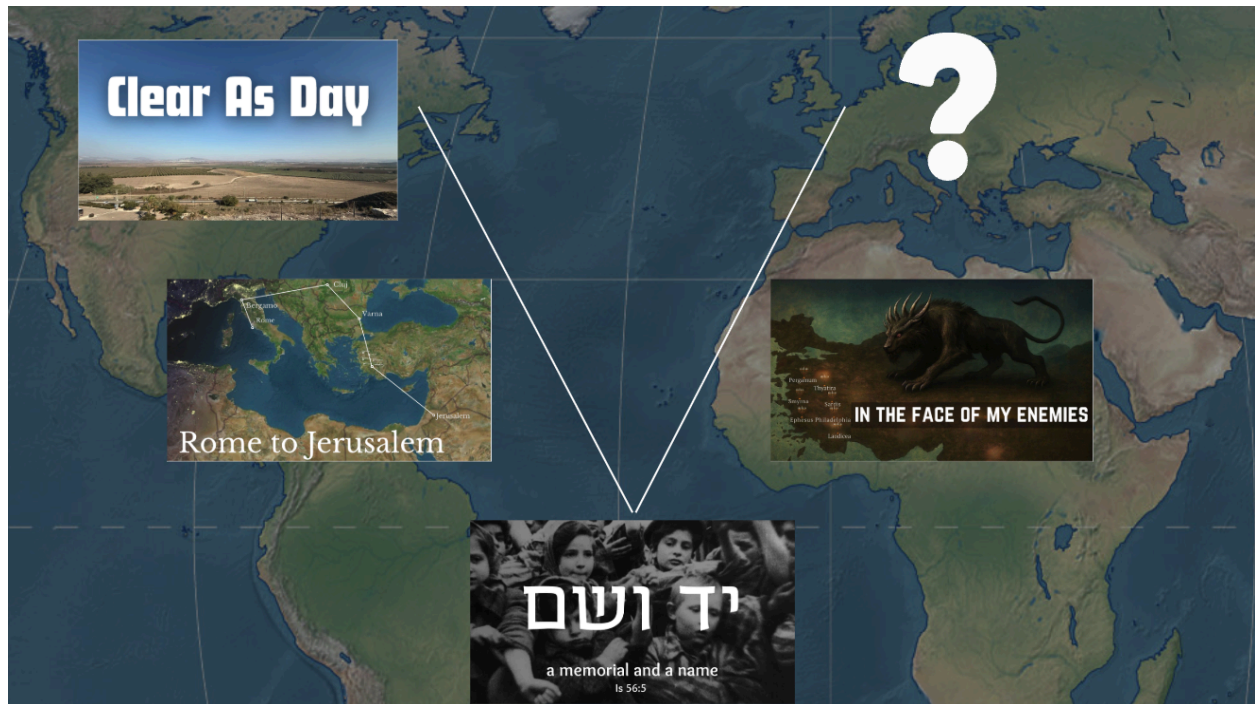 Clear As Day
?
Cluj
Bergamo
Rome
Varna
Jerusalem
Rome to Jerusalem
Pergamum
Thyatira
Smyrna
Sardis
Ephesus Philadelphia
IN THE FACE OF MY ENEMIES
יד ושם
a memorial and a name
Is 56:5